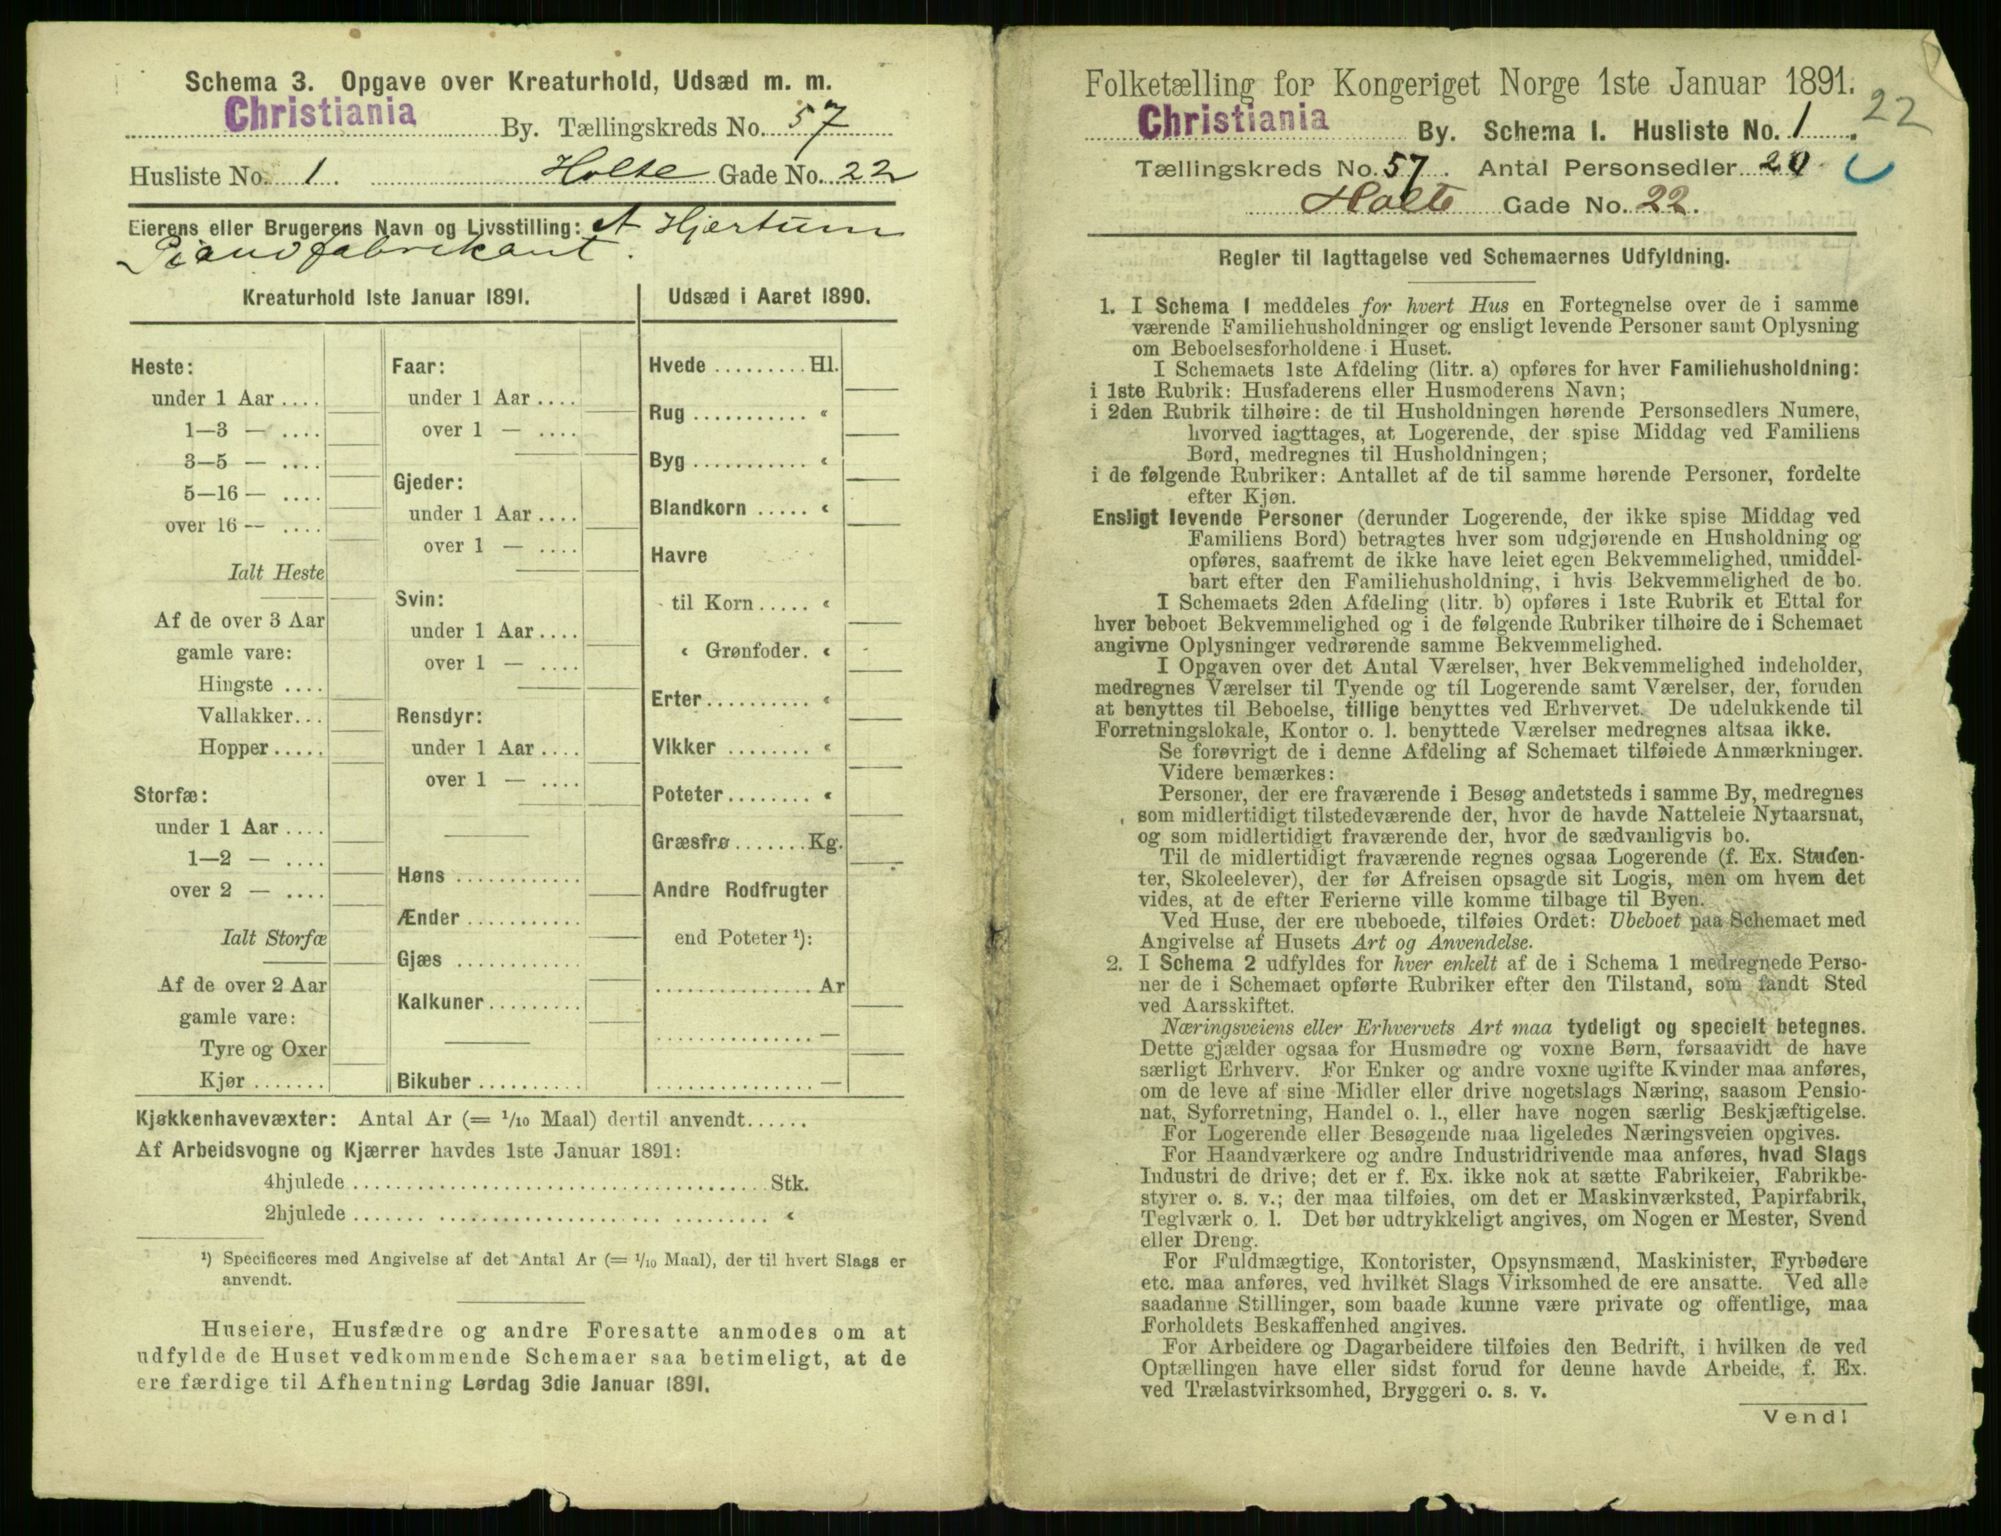 Schema 3. Opgave over Kreaturhold, Udsæd m. m.
Christiania By. Tællingskreds No. 57
Husliste No. 1. Holte Gade No. 22
Eierens eller Brugerens Navn og Livsstilling: A Hjertum
Pianofabrikant.
Kreaturhold 1ste Januar 1891.
Heste:
under 1 Aar ....
1—3 — ....
3—5 — ....
5—16 — ....
over 16 — ....
Ialt Heste
Af de over 3 Aar
gamle vare:
Hingste ....
Vallakker...
Hopper .....
Storfæ:
under 1 Aar ....
1—2 — ....
over 2 — ....
Ialt Storfæ
Af de over 2 Aar
gamle vare:
Tyre og Oxer
Kjør .......
Faar:
under 1 Aar ....
over 1 — ....
Gjeder:
under 1 Aar ....
over 1 — ....
Svin:
under 1 Aar ....
over 1 — ....
Rensdyr:
under 1 Aar ....
over 1 — ....
Høns ...........
Ænder ..........
Gjæs ...........
Kalkuner........
Bikuber .........
Udsæd i Aaret 1890.
Hvede ......... Hl.
Rug ........... “
Byg ........... “
Blandkorn ..... “
Havre
til Korn..... “
“ Grønfoder. “
Erter.......... “
Vikker ........ “
Poteter........ “
Græsfrø .......Kg.
Andre Rodfrugter
end Poteter ¹):
............... Ar
............... —
............... —
Kjøkkenhavevæxter: Antal Ar (= 1/10 Maal) dertil anvendt......
Af Arbeidsvogne og Kjærrer havdes 1ste Januar 1891:
4hjulede ........................................ Stk.
2hjulede ....... .................. ......... “
¹) Specificeres med Angivelse af det Antal Ar (= 1/10 Maal), der til hvert Slags er
anvendt.
Huseiere, Husfædre og andre Foresatte anmodes om at
udfylde de Huset vedkommende Schemaer saa betimeligt, at de
ere færdige til Afhentning Lørdag 3die Januar 1891.
Folketælling for Kongeriget Norge 1ste Januar 1891.
22
Christiania By. Schema 1. Husliste No. 1
Tællingskreds No. 57. Antal Personsedler
Holte Gade No. 22.
Regler til Iagttagelse ved Schemaernes Udfyldning.
1. I Schema 1 meddeles for hvert Hus en Fortegnelse over de i samme
værende Familiehusholdninger og ensligt levende Personer samt Oplysning
om Beboelsesforholdene i Huset.
I Schemaets 1ste Afdeling (litr. a) opføres for hver Familiehusholdning:
i 1ste Rubrik: Husfaderens eller Husmoderens Navn;
i 2den Rubrik tilhøire: de til Husholdningen hørende Personsedlers Numere,
hvorved iagttages, at Logerende, der spise Middag ved Familiens
Bord, medregnes til Husholdningen;
i de følgende Rubriker: Antallet af de til samme hørende Personer, fordelte
efter Kjøn.
Ensligt levende Personer (derunder Logerende, der ikke spise Middag ved
Familiens Bord) betragtes hver som udgjørende en Husholdning og
opføres, saafremt de ikke have leiet egen Bekvemmelighed, umiddel-
bart efter den Familiehusholdning, i hvis Bekvemmelighed de bo.
I Schemaets 2den Afdeling (litr. b) opføres i 1ste Rubrik et Ettal for
hver beboet Bekvemmelighed og i de følgende Rubriker tilhøire de i Schemaet
angivne Oplysninger vedrørende samme Bekvemmelighed.
I Opgaven over det Antal Værelser, hver Bekvemmelighed indeholder,
medregnes Værelser til Tyende og til Logerende samt Værelser, der, foruden
at benyttes til Beboelse, tillige benyttes ved Erhvervet. De udelukkende til
Forretningslokale, Kontor o. l. benyttede Værelser medregnes altsaa ikke.
Se forøvrigt de i denne Afdeling af Schemaet tilføiede Anmærkninger.
Videre bemærkes:
Personer, der ere fraværende i Besøg andetsteds i samme By, medregnes
som midlertidigt tilstedeværende der, hvor de havde Natteleie Nytaarsnat,
og som midlertidigt fraværende der, hvor de sædvanligvis bo.
Til de midlertidigt fraværende regnes ogsaa Logerende (f. Ex. Studen-
ter, Skoleelever), der før Afreisen opsagde sit Logis, men om hvem det
vides, at de efter Ferierne ville komme tilbage til Byen.
Ved Huse, der ere ubeboede, tilføies Ordet: Ubeboet paa Schemaet med
Angivelse af Husets Art og Anvendelse.
2. I Schema 2 udfyldes for hver enkelt af de i Schema 1 medregnede Perso-
ner de i Schemaet opførte Rubriker efter den Tilstand, som fandt Sted
ved Aarsskiftet.
Næringsveiens eller Erhvervets Art maa tydeligt og specielt betegnes.
Dette gjælder ogsaa for Husmødre og voxne Børn, forsaavidt de have
særligt Erhverv. For Enker og andre voxne ugifte Kvinder maa anføres,
om de leve af sine Midler eller drive nogetslags Næring, saasom Pensio-
nat, Syforretning, Handel o. l., eller have nogen særlig Beskjæftigelse.
For Logerende eller Besøgende maa ligeledes Næringsveien opgives.
For Haandværkere og andre Industridrivende maa anføres, hvad Slags
Industri de drive; det er f. Ex. ikke nok at sætte Fabrikeier, Fabrikbe-
styrer o. s. v.; der maa tilføies, om det er Maskinværksted, Papirfabrik,
Teglværk o. l. Det bør udtrykkeligt angives, om Nogen er Mester, Svend
eller Dreng.
For Fuldmægtige, Kontorister, Opsynsmænd, Maskinister, Fyrbødere
etc. maa anføres, ved hvilket Slags Virksomhed de ere ansatte. Ved alle
saadanne Stillinger, som baade kunne være private og offentlige, maa
Forholdets Beskaffenhed angives.
For Arbeidere og Dagarbeidere tilføies den Bedrift, i hvilken de ved
Optællingen have eller sidst forud for denne havde Arbeide, f. Ex.
ved Trælastvirksomhed, Bryggeri o. s. v.
Vend!